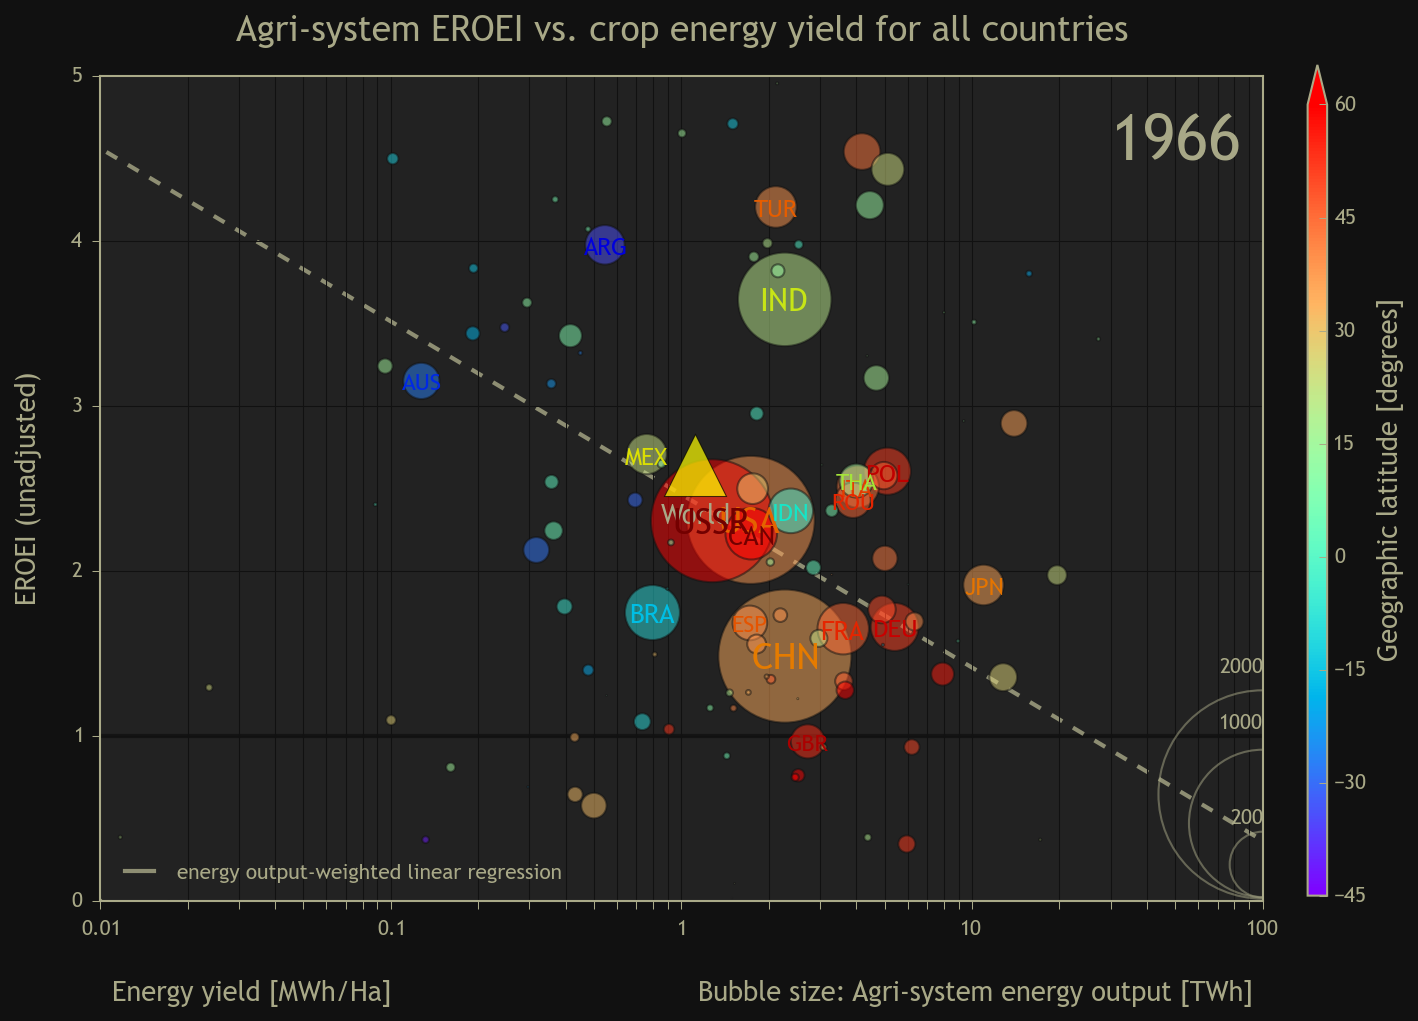 Agri-system EROEI vs. crop energy yield for all countries
1966
EROEI (unadjusted)
5
4
3
2
1
0
TUR
ARG
IND
AUS
MEX
POL
THA
ROU
World
USSR
USA
IDN
CAN
JPN
BRA
ESP
FRA
DEU
CHN
GBR
2000
1000
200
energy output-weighted linear regression
0.01
0.1
1
10
100
Energy yield [MWh/Ha]
Bubble size: Agri-system energy output [TWh]
60
45
30
15
0
−15
−30
−45
Geographic latitude [degrees]